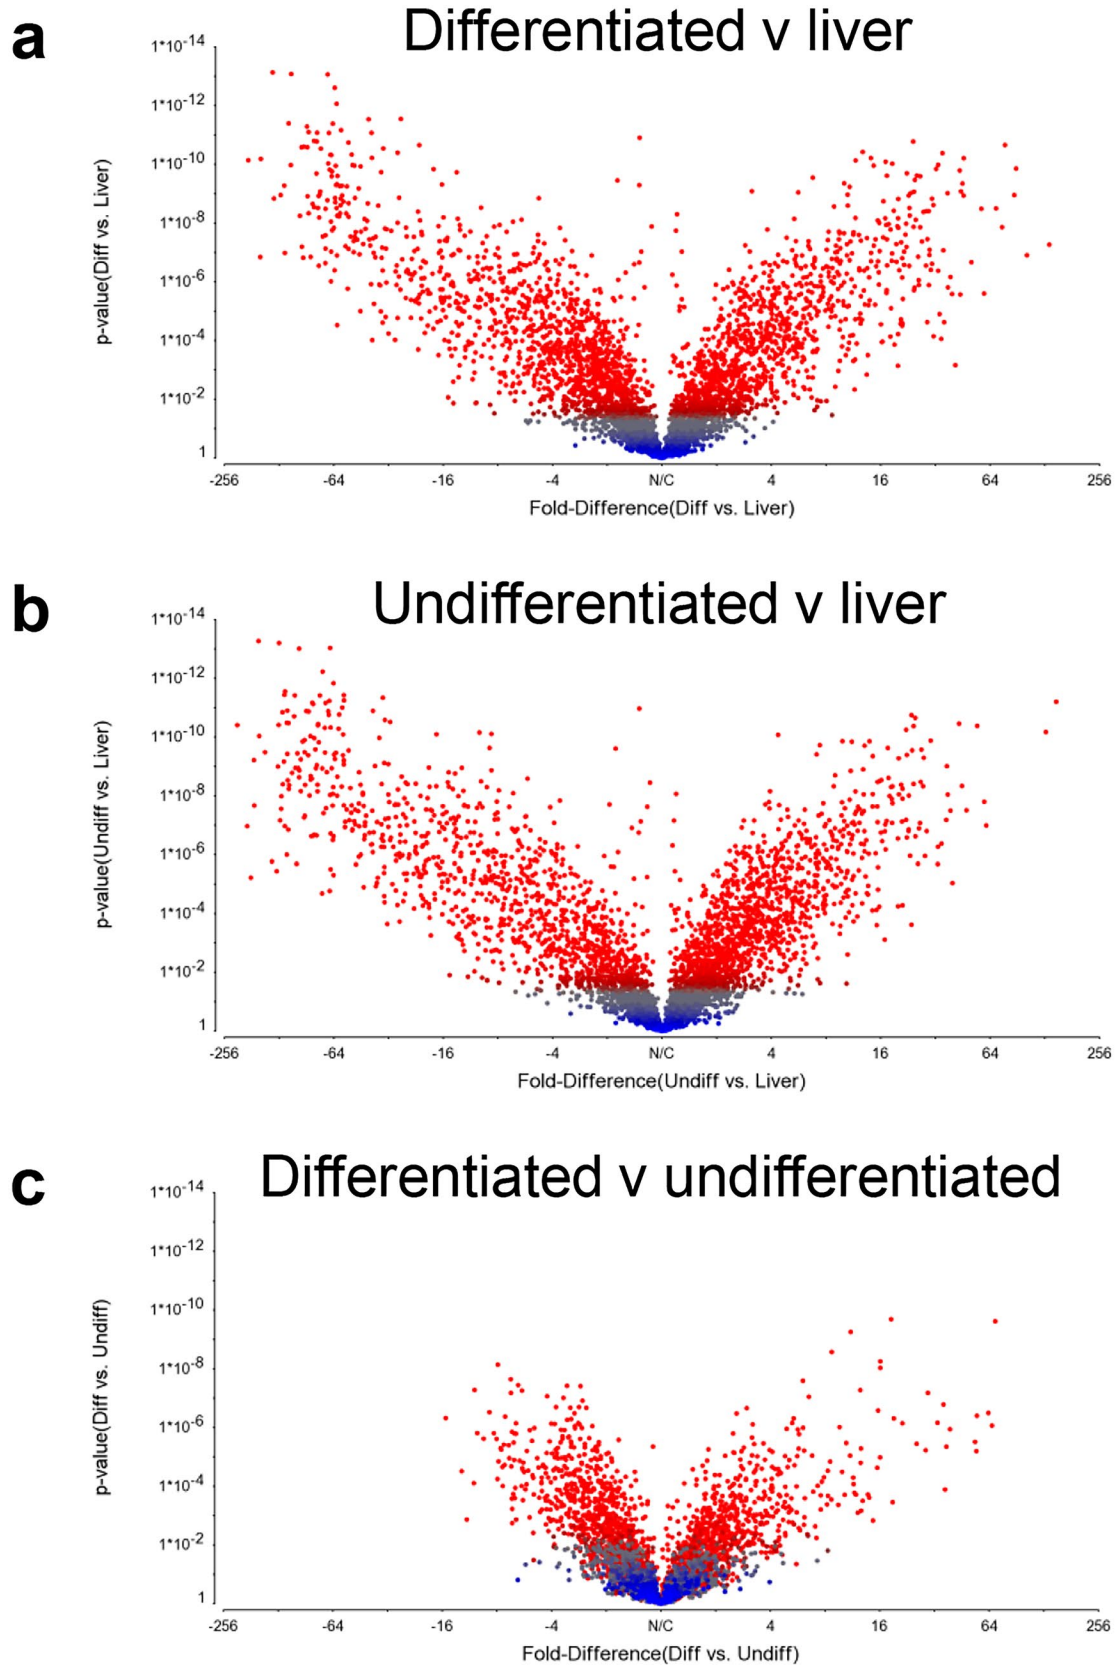 a
Differentiated v liver
1*10-14
1*10-12
1*10-10
1*10-8
1*10-6
1*10-4
1*10-2
1
p-value(Diff vs. Liver)
-256 -64 -16 -4 N/C 4 16 64 256
Fold-Difference(Diff vs. Liver)
b
Undifferentiated v liver
1*10-14
1*10-12
1*10-10
1*10-8
1*10-6
1*10-4
1*10-2
1
p-value(Undiff vs. Liver)
-256 -64 -16 -4 N/C 4 16 64 256
Fold-Difference(Undiff vs. Liver)
c
Differentiated v undifferentiated
1*10-14
1*10-12
1*10-10
1*10-8
1*10-6
1*10-4
1*10-2
1
p-value(Diff vs. Undiff)
-256 -64 -16 -4 N/C 4 16 64 256
Fold-Difference(Diff vs. Undiff)